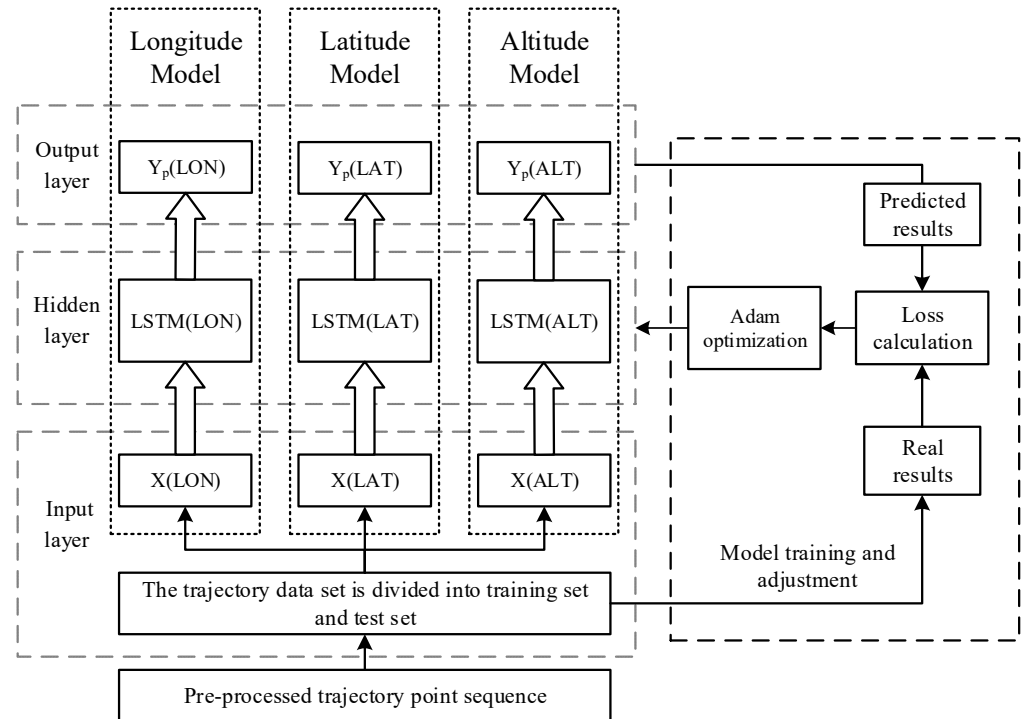 Longitude
Model
Latitude
Model
Altitude
Model
Output
layer
Yp(LON)
Yp(LAT)
Yp(ALT)
Predicted
results
Hidden
layer
LSTM(LON)
LSTM(LAT)
LSTM(ALT)
Adam
optimization
Loss
calculation
Real
results
Input
layer
X(LON)
X(LAT)
X(ALT)
Model training and
adjustment
The trajectory data set is divided into training set
and test set
Pre-processed trajectory point sequence